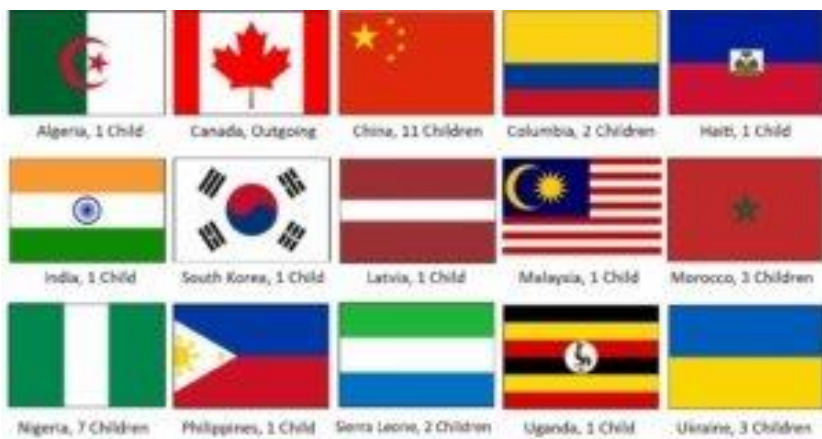 Algeria, 1 Child
Canada, Outgoing
China, 11 Children
Columbia, 2 Children
Haiti, 1 Child
India, 1 Child
South Korea, 1 Child
Latvia, 1 Child
Malaysia, 1 Child
Morocco, 3 Children
Nigeria, 7 Children
Philippines, 1 Child
Sierra Leone, 2 Children
Uganda, 1 Child
Ukraine, 3 Children